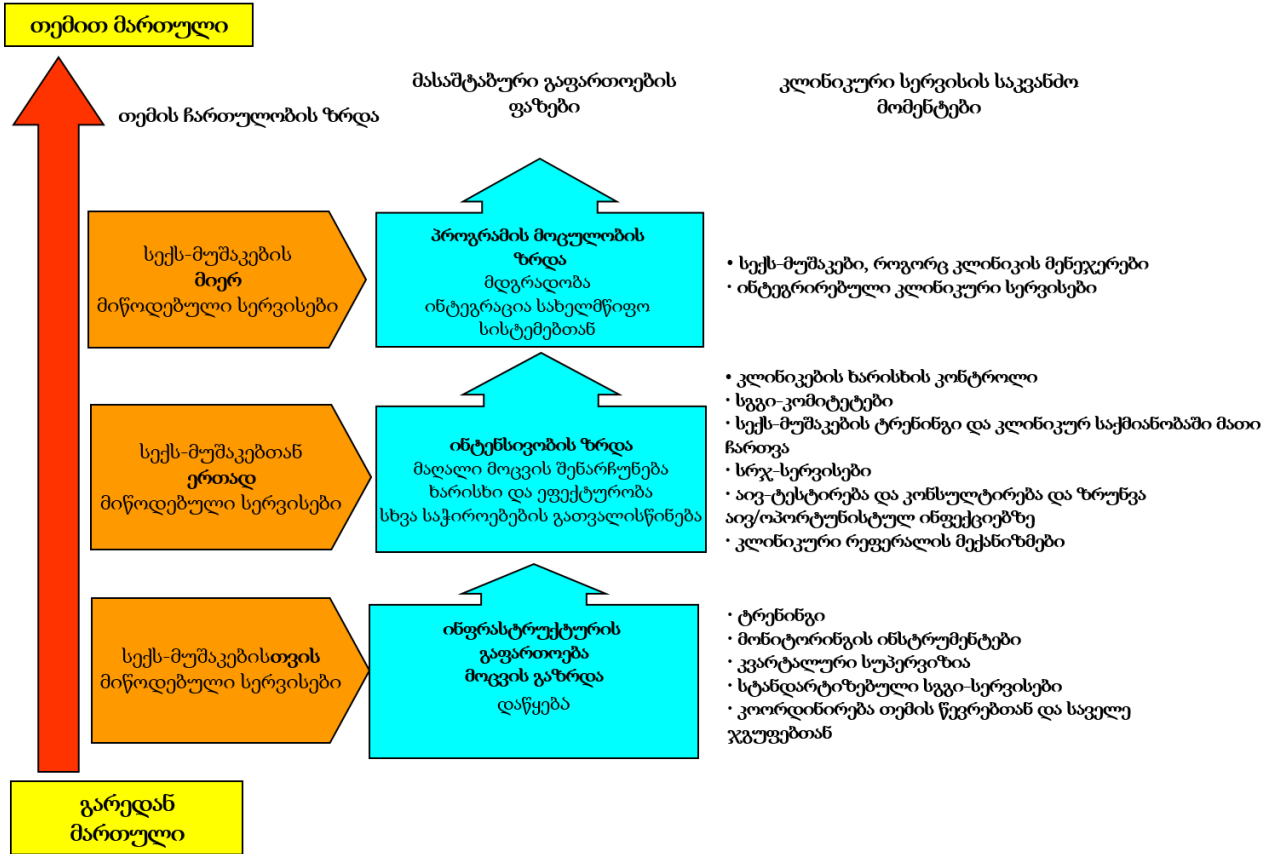 თემით მართული
თემის ჩართულობის ზრდა
მასაშტაბური გაფართოების
ფაზები
კლინიკური სერვისის საკვანძო
მომენტები
სექს-მუშაკების
მიერ
მიწოდებული სერვისები
პროგრამის მოცულობის
ზრდა
მდგრადობა
ინტეგრაცია სახელმწიფო
სისტემებთან
• სექს-მუშაკები, როგორც კლინიკის მენეჯერები
· ინტეგრირებული კლინიკური სერვისები
სექს-მუშაკებთან
ერთად
მიწოდებული სერვისები
ინტენსივობის ზრდა
მაღალი მოცვის შენარჩუნება
ხარისხი და ეფექტურობა
სხვა საჭიროებების გათვალისწინება
• კლინიკების ხარისხის კონტროლი
· სგგი-კომიტეტები
· სექს-მუშაკების ტრენინგი და კლინიკურ საქმიანობაში მათი
ჩართვა
· სრჯ-სერვისები
· აივ-ტესტირება და კონსულტირება და ზრუნვა
აივ/ოპორტუნისტულ ინფექციებზე
· კლინიკური რეფერალის მექანიზმები
სექს-მუშაკებისთვის
მიწოდებული სერვისები
ინფრასტრუქტურის
გაფართოება
მოცვის გაზრდა
დაწყება
· ტრენინგი
· მონიტორინგის ინსტრუმენტები
· კვარტალური სუპერვიზია
· სტანდარტიზებული სგგი-სერვისები
· კოორდინირება თემის წევრებთან და საველე
ჯგუფებთან
გარედან
მართული